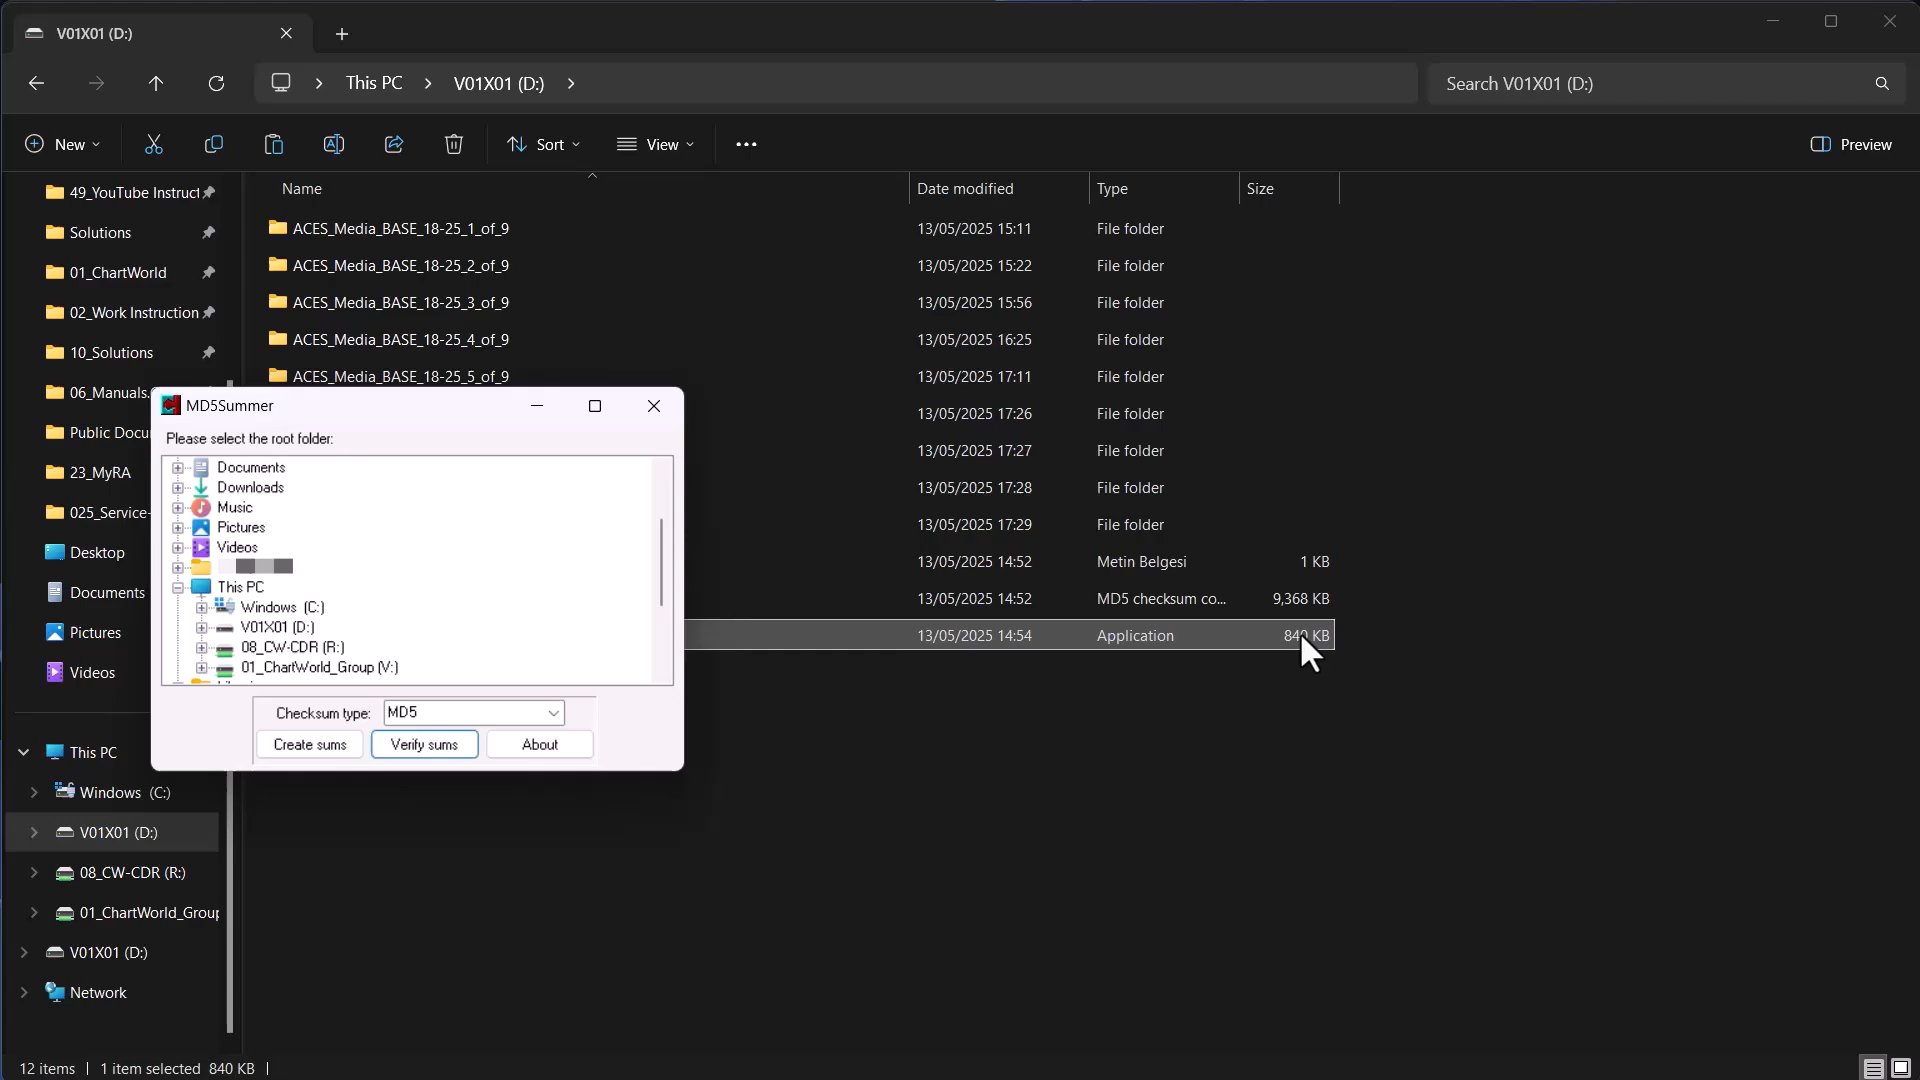 V01X01 (D:)
This PC
V01X01 (D:)
Search V01X01 (D:)
New
Sort
View
Preview
Name
Date modified
Type
Size
49_YouTube Instruct
Solutions
01_ChartWorld
02_Work Instruction
10_Solutions
06_Manuals.
Public Docu
23_MyRA
025_Service-
Desktop
Documents
Pictures
Videos
This PC
Windows (C:)
V01X01 (D:)
08_CW-CDR (R:)
01_ChartWorld_Group
V01X01 (D:)
Network
ACES_Media_BASE_18-25_1_of_9 13/05/2025 15:11 File folder
ACES_Media_BASE_18-25_2_of_9 13/05/2025 15:22 File folder
ACES_Media_BASE_18-25_3_of_9 13/05/2025 15:56 File folder
ACES_Media_BASE_18-25_4_of_9 13/05/2025 16:25 File folder
ACES_Media_BASE_18-25_5_of_9 13/05/2025 17:11 File folder
13/05/2025 17:26 File folder
13/05/2025 17:27 File folder
13/05/2025 17:28 File folder
13/05/2025 17:29 File folder
13/05/2025 14:52 Metin Belgesi 1 KB
13/05/2025 14:52 MD5 checksum co... 9,368 KB
13/05/2025 14:54 Application 840 KB
MD5Summer
Please select the root folder:
Documents
Downloads
Music
Pictures
Videos
This PC
Windows (C:)
V01X01 (D:)
08_CW-CDR (R:)
01_ChartWorld_Group (V:)
Checksum type: MD5
Create sums
Verify sums
About
12 items
1 item selected 840 KB